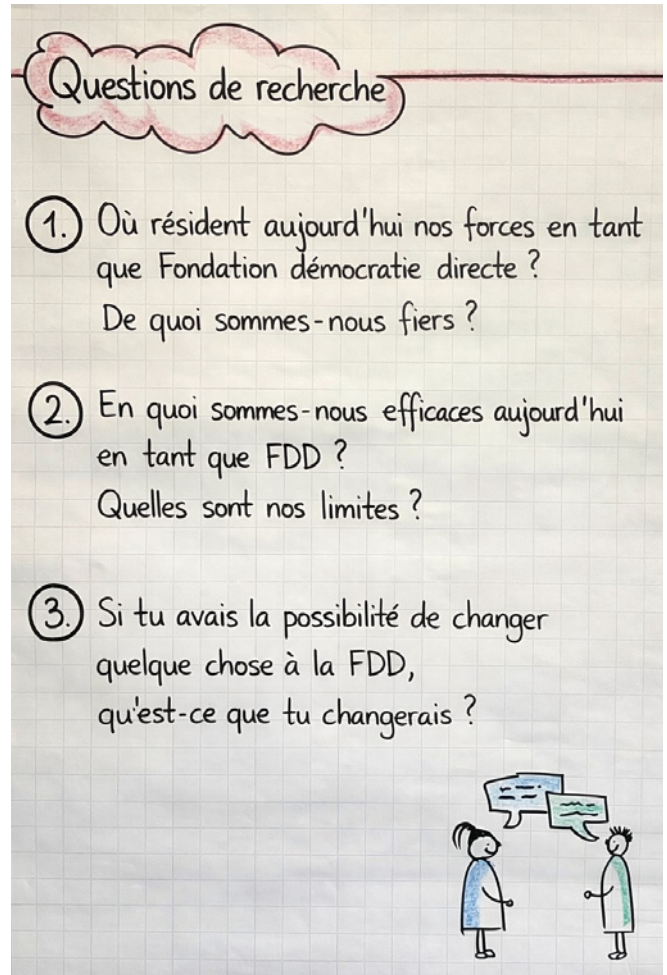 Questions de recherche
1. Où résident aujourd'hui nos forces en tant
que Fondation démocratie directe ?
De quoi sommes-nous fiers ?
2. En quoi sommes-nous efficaces aujourd'hui
en tant que FDD ?
Quelles sont nos limites ?
3. Si tu avais la possibilité de changer
quelque chose à la FDD,
qu'est-ce que tu changerais ?